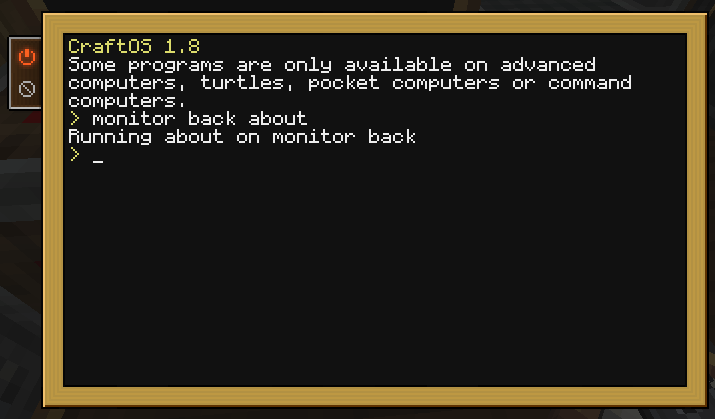 CraftOS 1.8
Some programs are only available on advanced
computers, turtles, pocket computers or command
computers.
> monitor back about
Running about on monitor back
> _